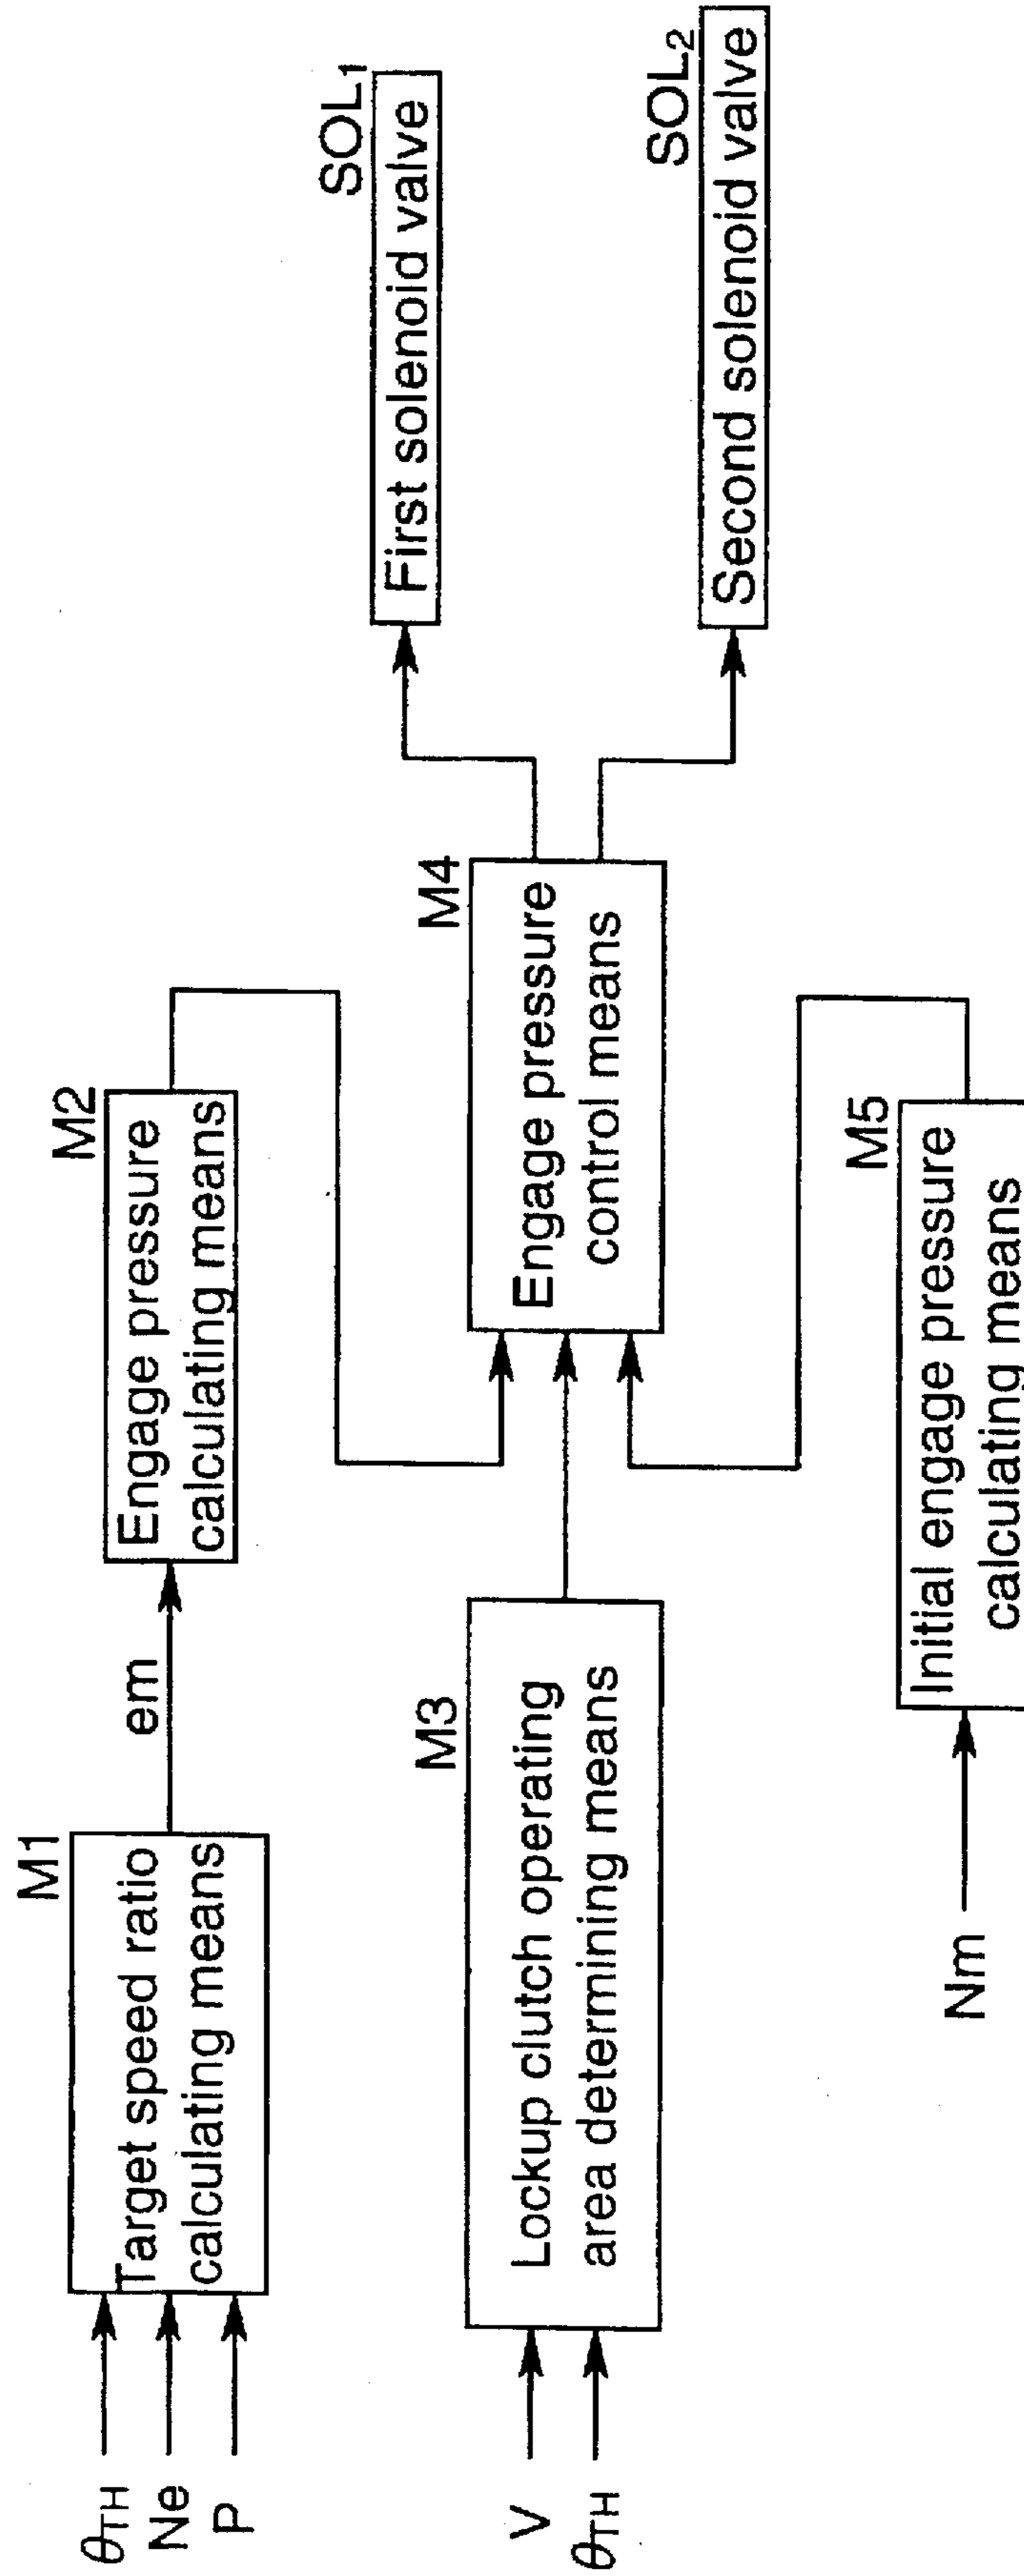 θTH
Ne
P
M1
Target speed ratio
calculating means
em
M2
Engage pressure
calculating means
V
θTH
M3
Lockup clutch operating
area determining means
M4
Engage pressure
control means
SOL1
First solenoid valve
SOL2
Second solenoid valve
Nm
M5
Initial engage pressure
calculating means